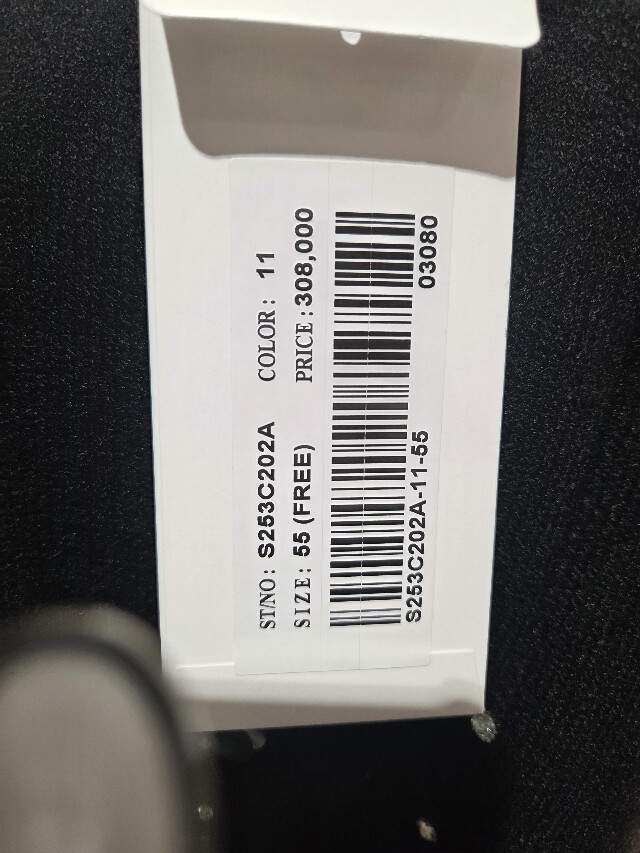 ST/NO : S253C202A COLOR : 11
SIZE : 55 (FREE) PRICE : 308,000
S253C202A-11-55 03080